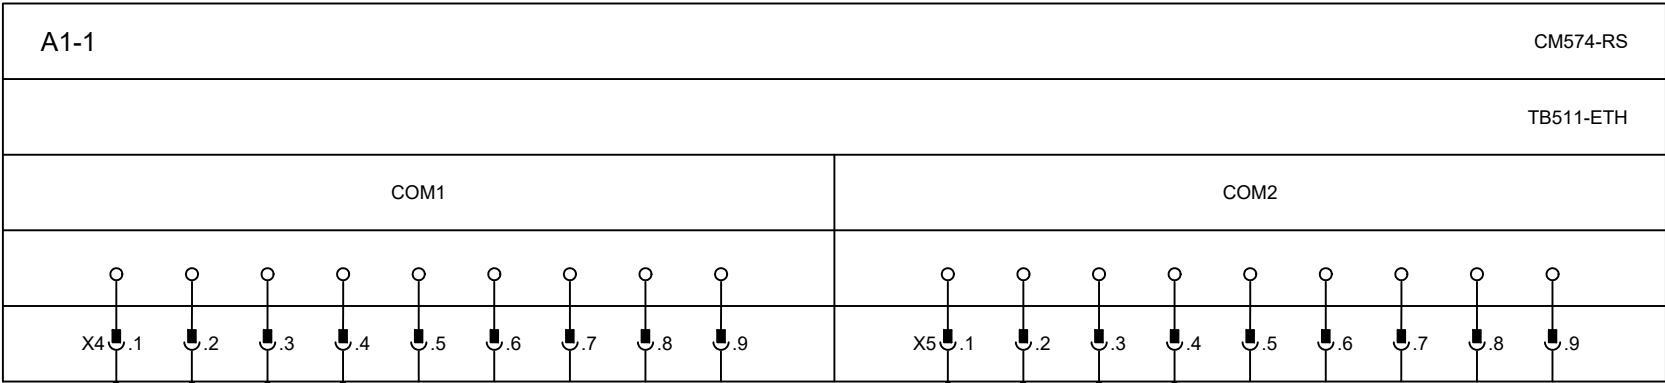 A1-1 CM574-RS
TB511-ETH
COM1 COM2
X4 .1 .2 .3 .4 .5 .6 .7 .8 .9 X5 .1 .2 .3 .4 .5 .6 .7 .8 .9